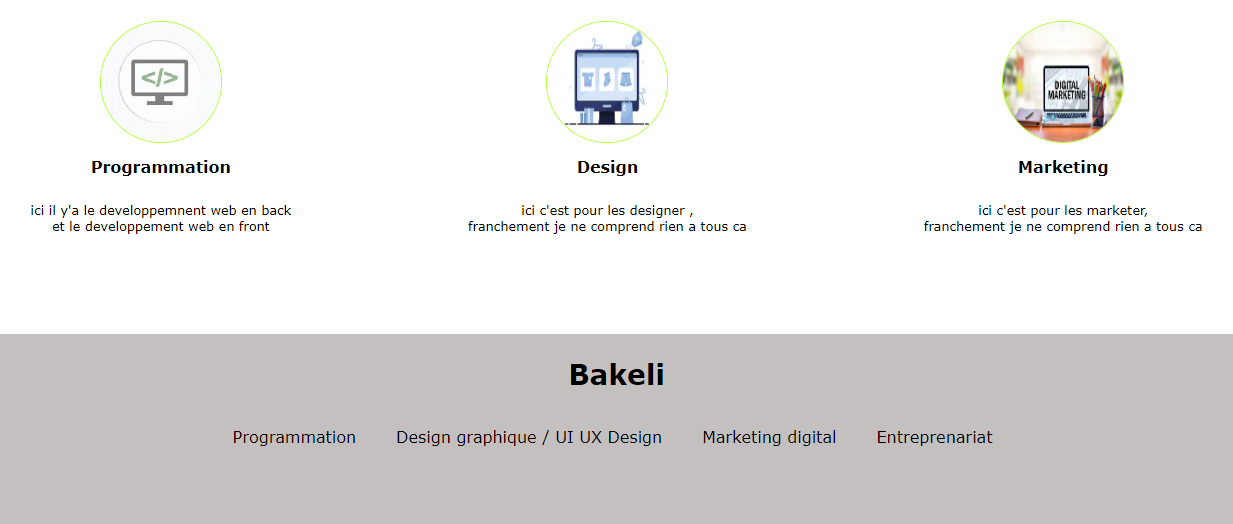 </>
DIGITAL
MARKETING
Programmation
Design
Marketing
ici il y'a le developpemnent web en back
et le developpement web en front
ici c'est pour les designer ,
franchement je ne comprend rien a tous ca
ici c'est pour les marketer,
franchement je ne comprend rien a tous ca
Bakeli
Programmation
Design graphique / UI UX Design
Marketing digital
Entreprenariat